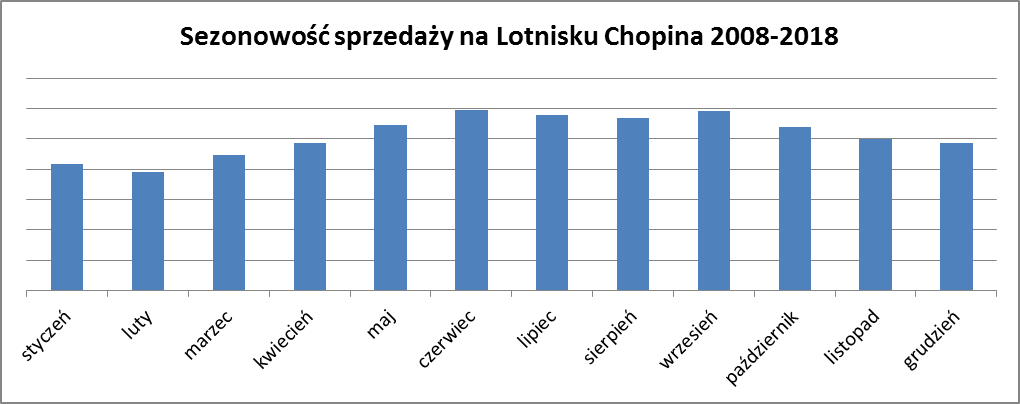 Sezonowość sprzedaży na Lotnisku Chopina 2008-2018
styczeń
luty
marzec
kwiecień
maj
czerwiec
lipiec
sierpień
wrzesień
październik
listopad
grudzień